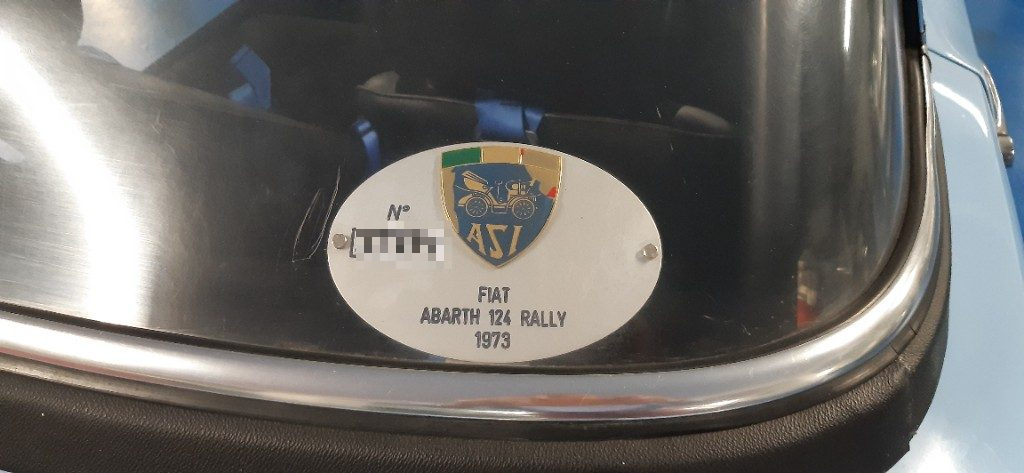 ASI
N°
FIAT
ABARTH 124 RALLY
1973